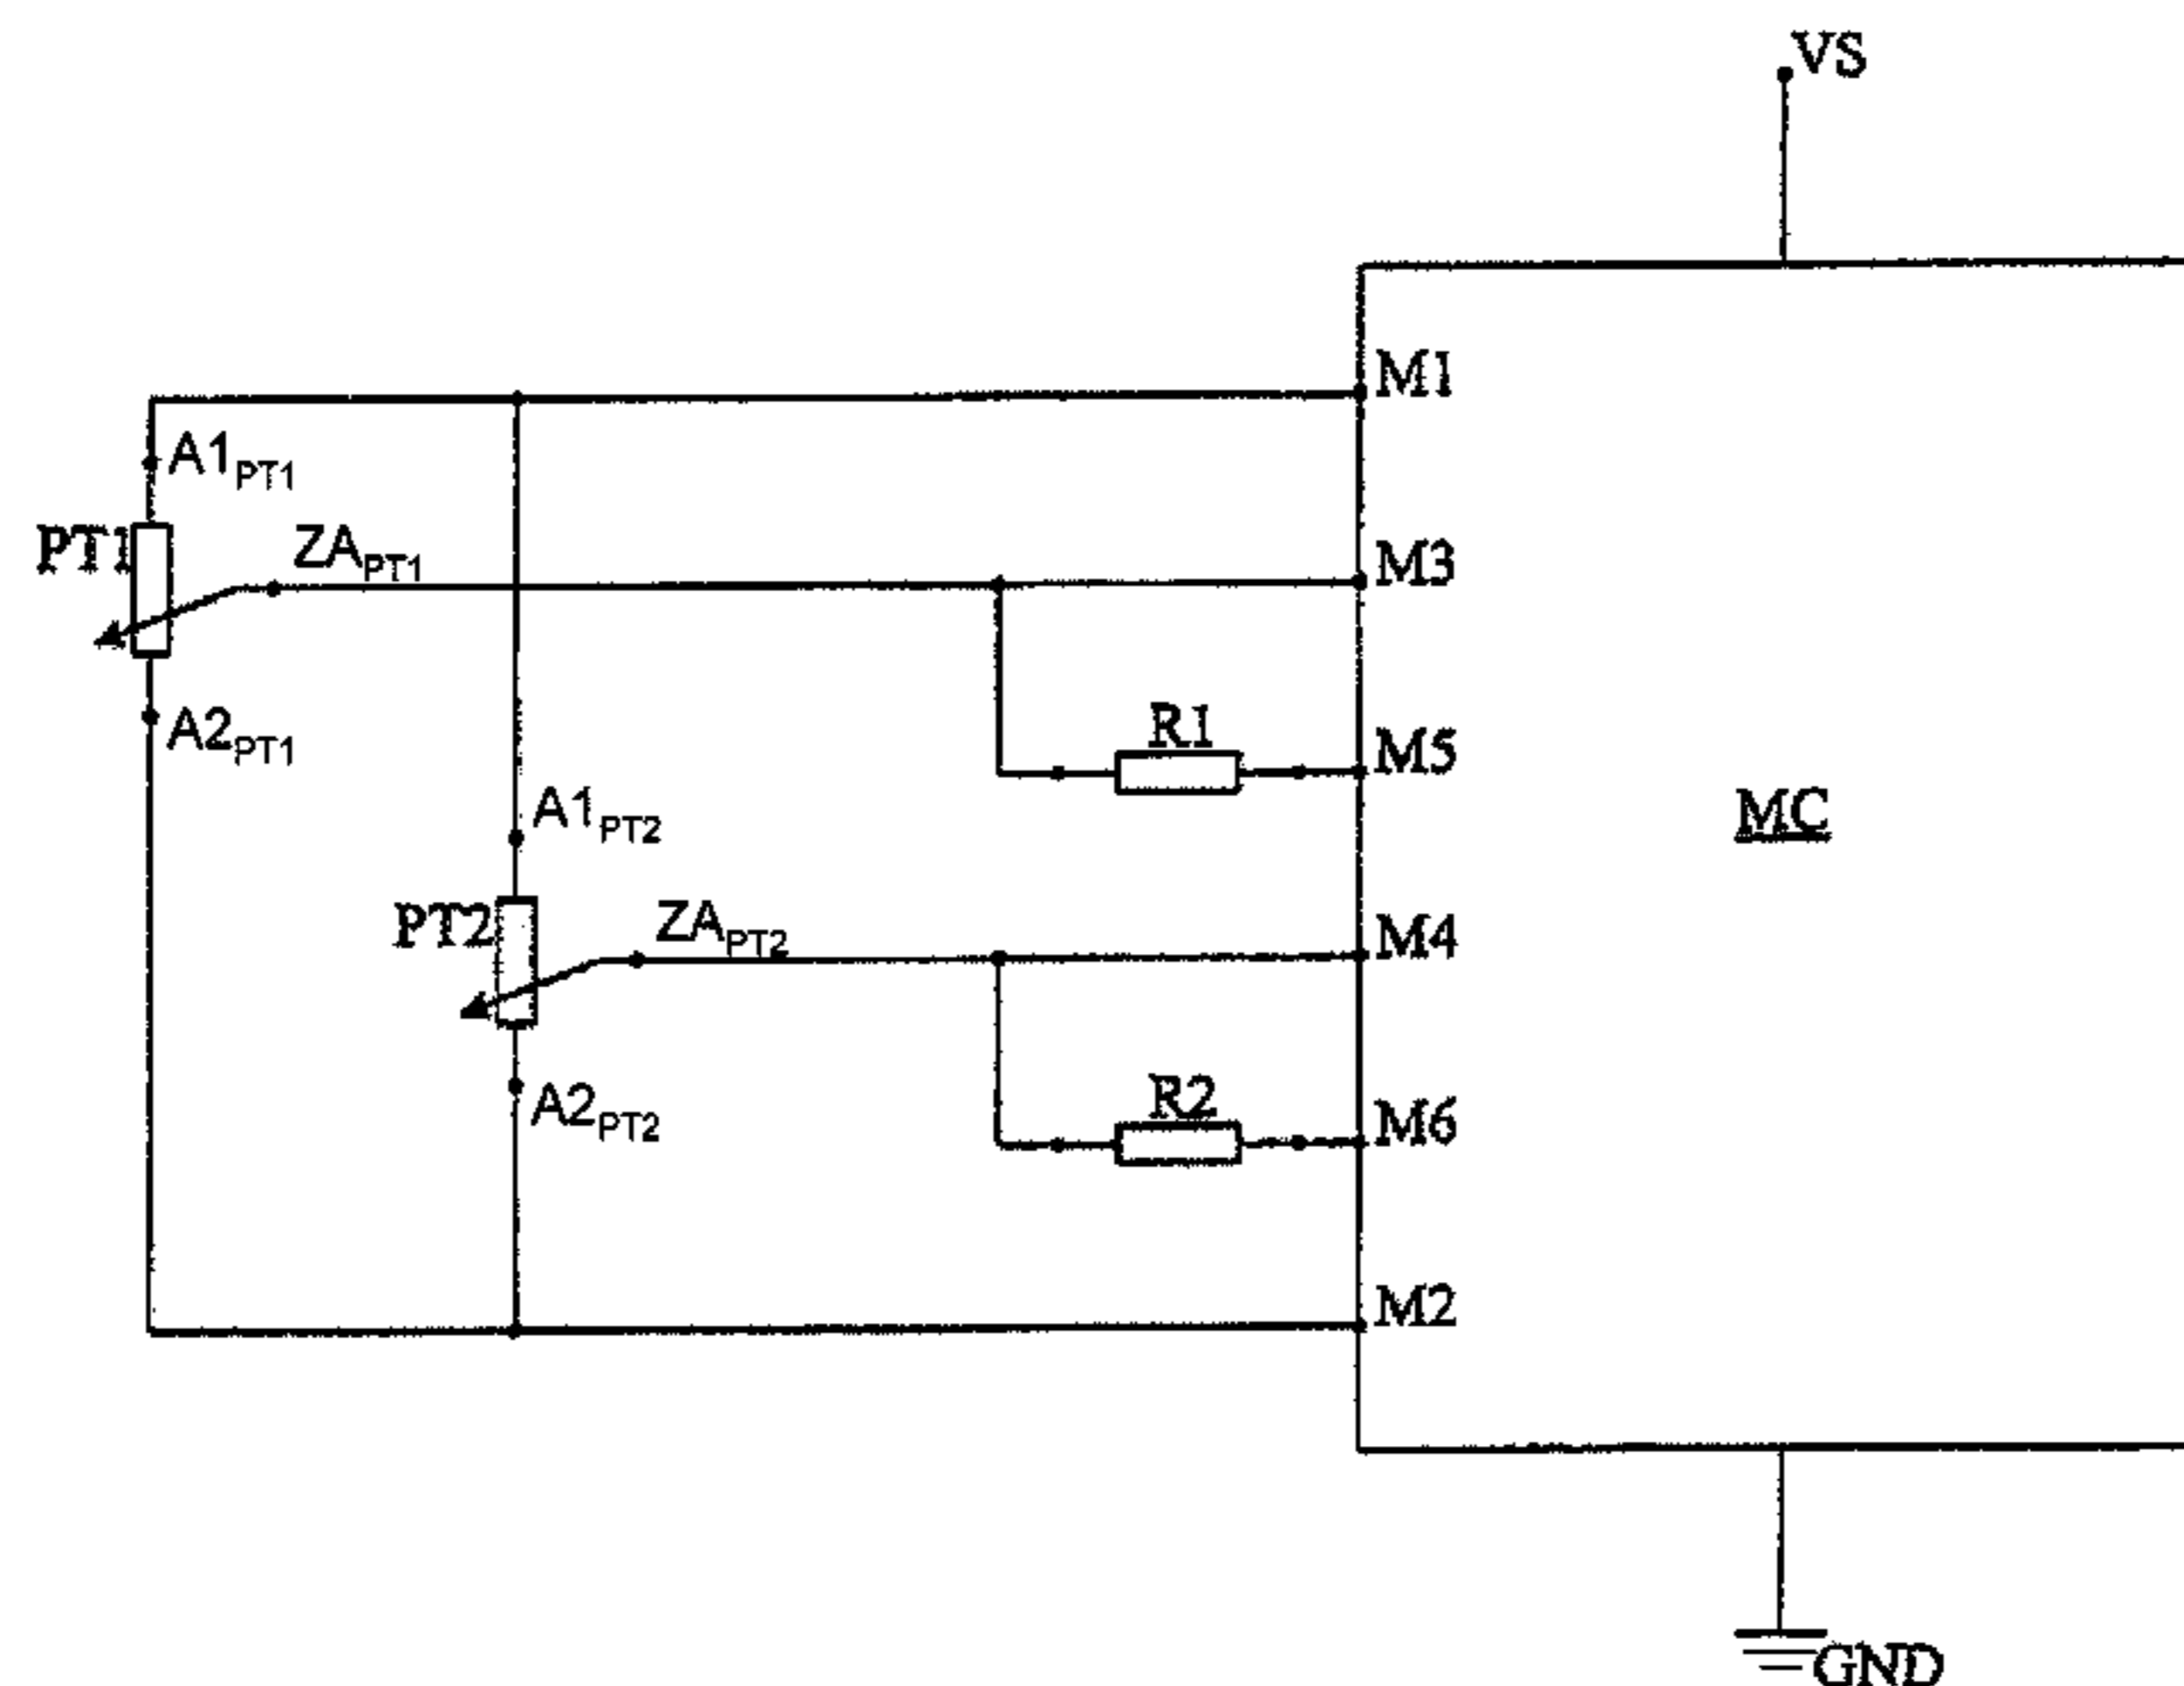 VS
M1
A1PT1
PT1
ZAPT1
M3
A2PT1
R1
M5
A1PT2
MC
PT2
ZAPT2
M4
A2PT2
R2
M6
M2
GND